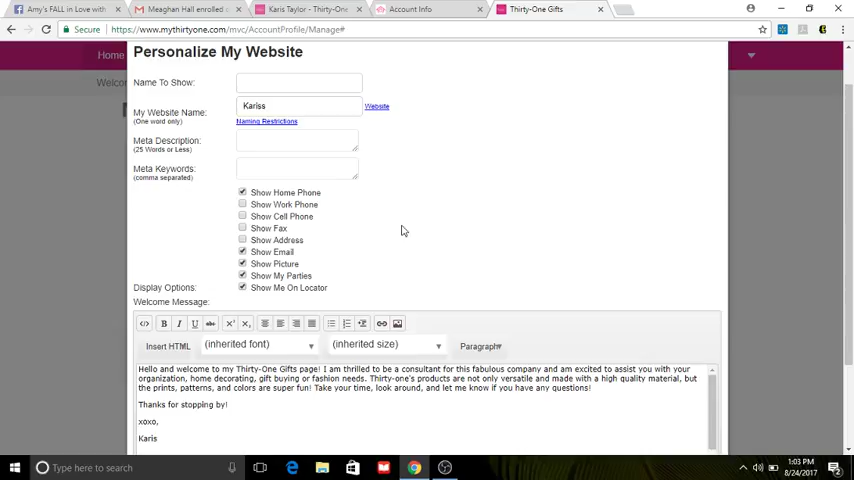 Amy's FALL in Love with
Meaghan Hall enrolled s
Karis Taylor - Thirty-One
Account Info
Thirty-One Gifts
Secure
https://www.mythirtyone.com/mvc/AccountProfile/Manage#
Home
Welcom
Personalize My Website
Name To Show:
My Website Name:
(One word only)
Kariss
Website
Naming Restrictions
Meta Description:
(25 Words or Less)
Meta Keywords:
(comma separated)
Show Home Phone
Show Work Phone
Show Cell Phone
Show Fax
Show Address
Show Email
Show Picture
Show My Parties
Display Options:
Show Me On Locator
Welcome Message:
B I U abc X¹ X₁
Insert HTML
(inherited font)
(inherited size)
Paragraph
Hello and welcome to my Thirty-One Gifts page! I am thrilled to be a consultant for this fabulous company and am excited to assist you with your
organization, home decorating, gift buying or fashion needs. Thirty-one's products are not only versatile and made with a high quality material, but
the prints, patterns, and colors are super fun! Take your time, look around, and let me know if you have any questions!
Thanks for stopping by!
xoxo,
Karis
Type here to search
1:03 PM
8/24/2017